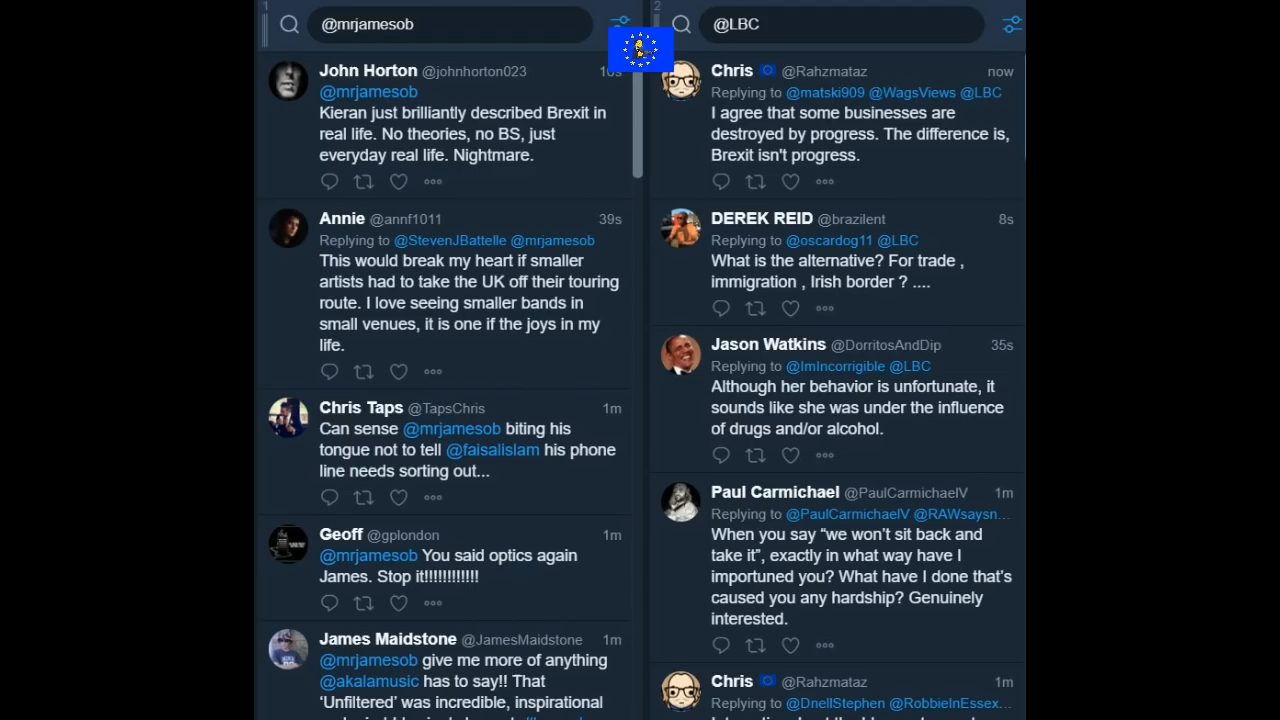 1
@mrjamesob
John Horton @johnhorton023 10s
@mrjamesob
Kieran just brilliantly described Brexit in
real life. No theories, no BS, just
everyday real life. Nightmare.
Annie @annf1011 39s
Replying to @StevenJBattelle @mrjamesob
This would break my heart if smaller
artists had to take the UK off their touring
route. I love seeing smaller bands in
small venues, it is one if the joys in my
life.
Chris Taps @TapsChris 1m
Can sense @mrjamesob biting his
tongue not to tell @faisalislam his phone
line needs sorting out...
Geoff @gplondon 1m
@mrjamesob You said optics again
James. Stop it!!!!!!!!!!!!
James Maidstone @JamesMaidstone 1m
@mrjamesob give me more of anything
@akalamusic has to say!! That
‘Unfiltered’ was incredible, inspirational
2
@LBC
Chris @Rahzmataz now
Replying to @matski909 @WagsViews @LBC
I agree that some businesses are
destroyed by progress. The difference is,
Brexit isn't progress.
DEREK REID @brazilent 8s
Replying to @oscardog11 @LBC
What is the alternative? For trade ,
immigration , Irish border ? ....
Jason Watkins @DorritosAndDip 35s
Replying to @ImIncorrigible @LBC
Although her behavior is unfortunate, it
sounds like she was under the influence
of drugs and/or alcohol.
Paul Carmichael @PaulCarmichaelV 1m
Replying to @PaulCarmichaelV @RAWsaysn...
When you say “we won’t sit back and
take it”, exactly in what way have I
importuned you? What have I done that’s
caused you any hardship? Genuinely
interested.
Chris @Rahzmataz 1m
Replying to @DnellStephen @RobbieInEssex...